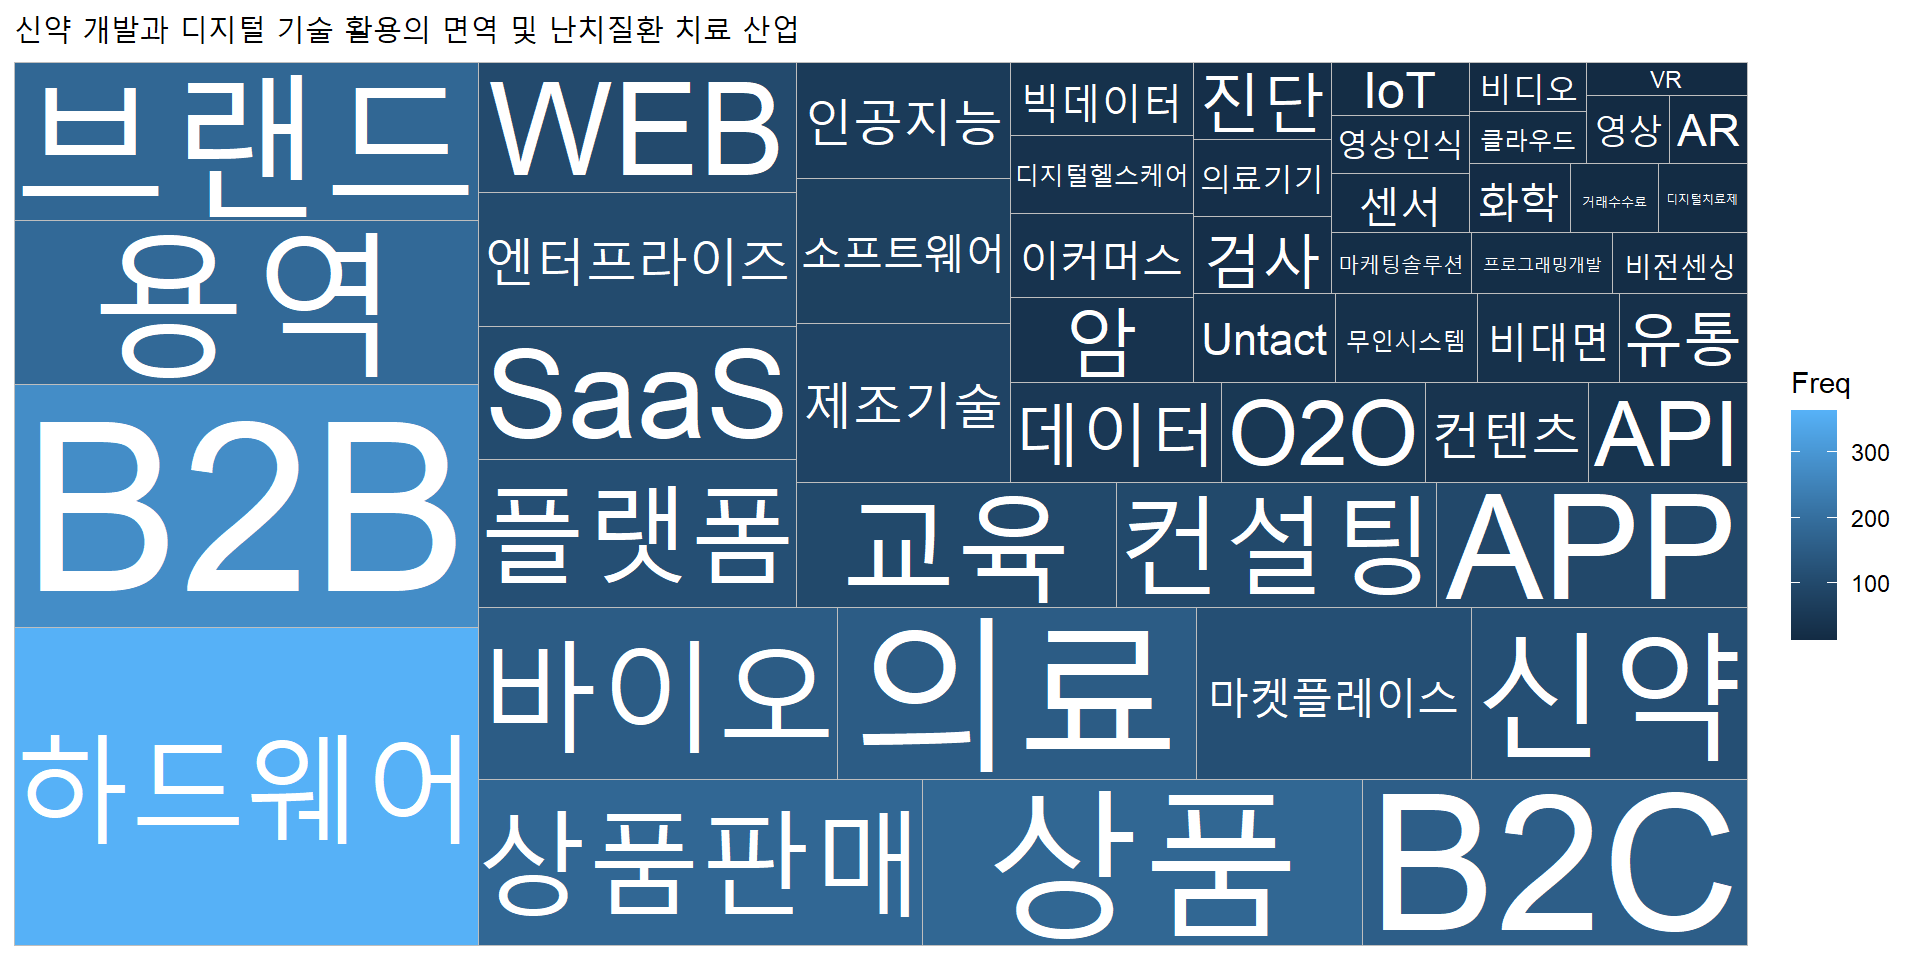 신약 개발과 디지털 기술 활용의 면역 및 난치질환 치료 산업
브랜드
용역
B2B
하드웨어
WEB
엔터프라이즈
SaaS
플랫폼
인공지능
소프트웨어
제조기술
빅데이터
디지털헬스케어
이커머스
암
진단
의료기기
검사
IoT
영상인식
센서
비디오
클라우드
VR
영상
AR
화학
거래수수료
디지털치료제
마케팅솔루션
프로그래밍개발
비전센싱
Untact
무인시스템
비대면
유통
데이터
O2O
컨텐츠
API
교육
컨설팅
APP
바이오
의료
마켓플레이스
신약
상품판매
상품
B2C
Freq
300
200
100